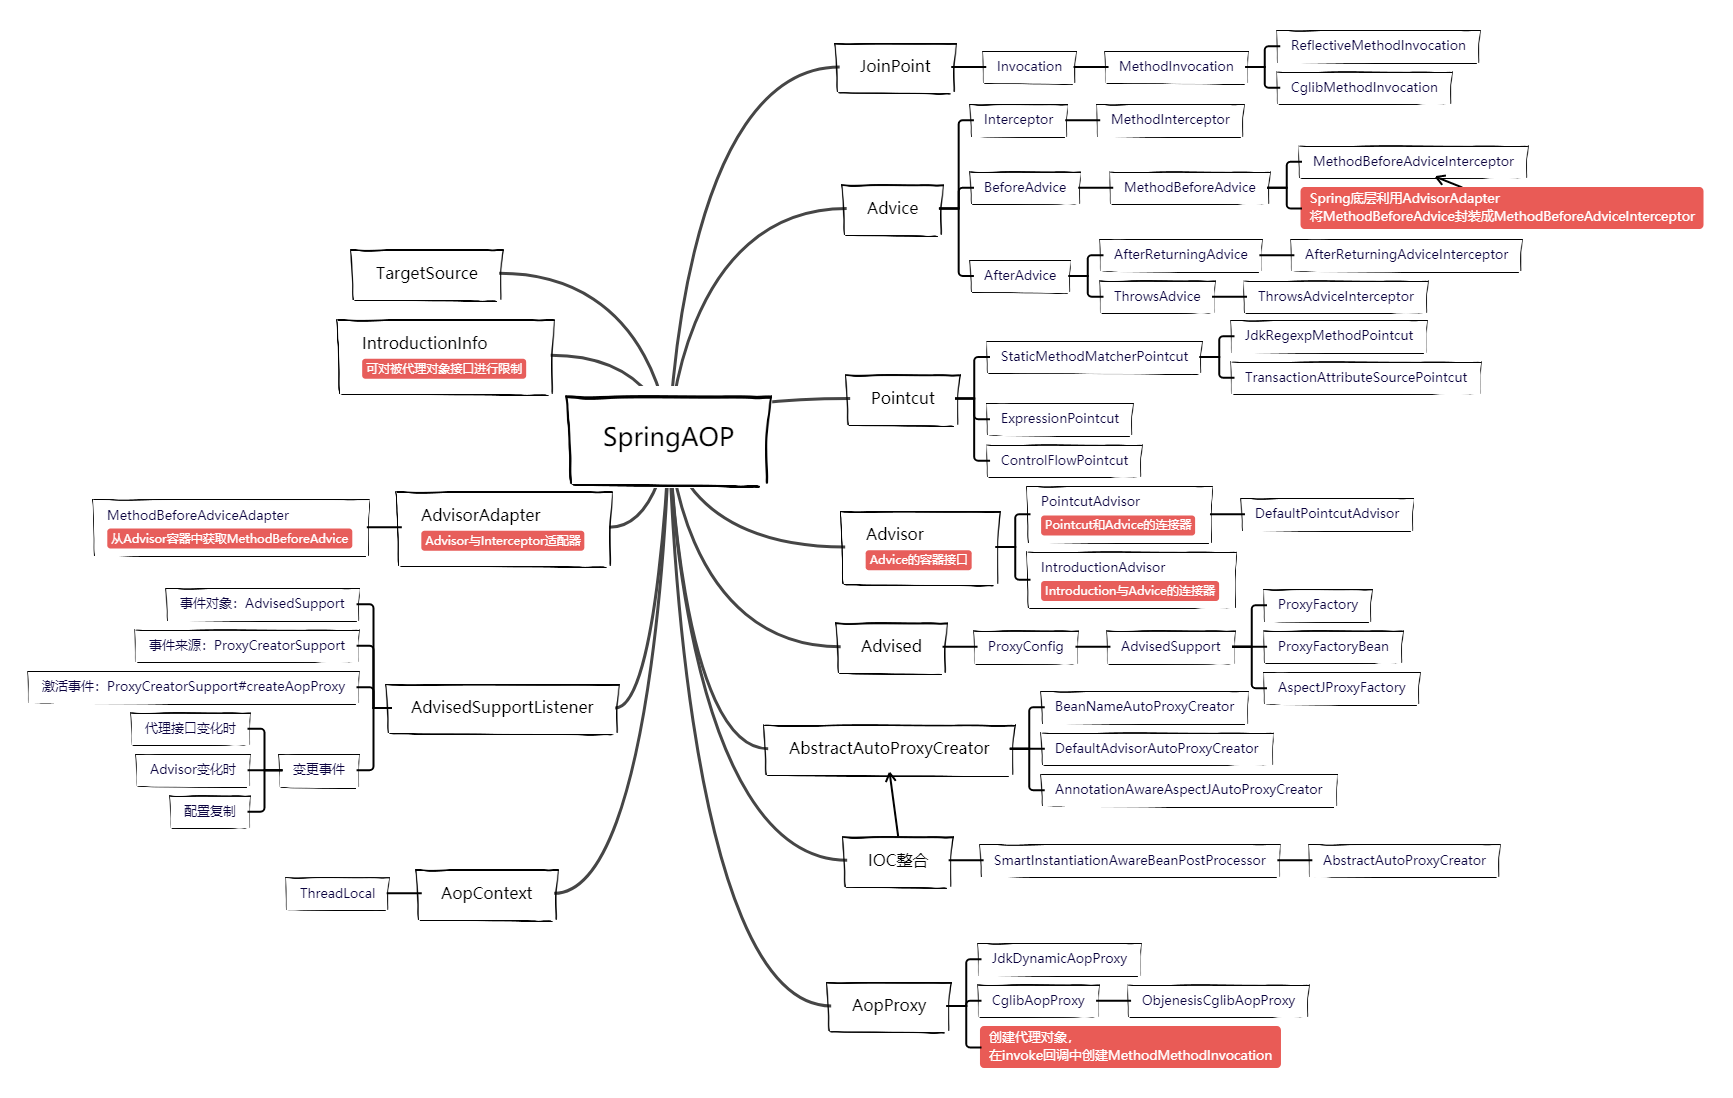 SpringAOP
JoinPoint
Invocation
MethodInvocation
ReflectiveMethodInvocation
CglibMethodInvocation
Advice
Interceptor
MethodInterceptor
BeforeAdvice
MethodBeforeAdvice
MethodBeforeAdviceInterceptor
Spring底层利用AdvisorAdapter
将MethodBeforeAdvice封装成MethodBeforeAdviceInterceptor
AfterAdvice
AfterReturningAdvice
AfterReturningAdviceInterceptor
ThrowsAdvice
ThrowsAdviceInterceptor
Pointcut
StaticMethodMatcherPointcut
JdkRegexpMethodPointcut
TransactionAttributeSourcePointcut
ExpressionPointcut
ControlFlowPointcut
Advisor
Advice的容器接口
PointcutAdvisor
Pointcut和Advice的连接器
DefaultPointcutAdvisor
IntroductionAdvisor
Introduction与Advice的连接器
Advised
ProxyConfig
AdvisedSupport
ProxyFactory
ProxyFactoryBean
AspectJProxyFactory
AbstractAutoProxyCreator
BeanNameAutoProxyCreator
DefaultAdvisorAutoProxyCreator
AnnotationAwareAspectJAutoProxyCreator
IOC整合
SmartInstantiationAwareBeanPostProcessor
AbstractAutoProxyCreator
AopProxy
JdkDynamicAopProxy
CglibAopProxy
ObjenesisCglibAopProxy
创建代理对象，
在invoke回调中创建MethodMethodInvocation
TargetSource
IntroductionInfo
可对被代理对象接口进行限制
AdvisorAdapter
Advisor与Interceptor适配器
MethodBeforeAdviceAdapter
从Advisor容器中获取MethodBeforeAdvice
AdvisedSupportListener
事件对象：AdvisedSupport
事件来源：ProxyCreatorSupport
激活事件：ProxyCreatorSupport#createAopProxy
变更事件
代理接口变化时
Advisor变化时
配置复制
AopContext
ThreadLocal